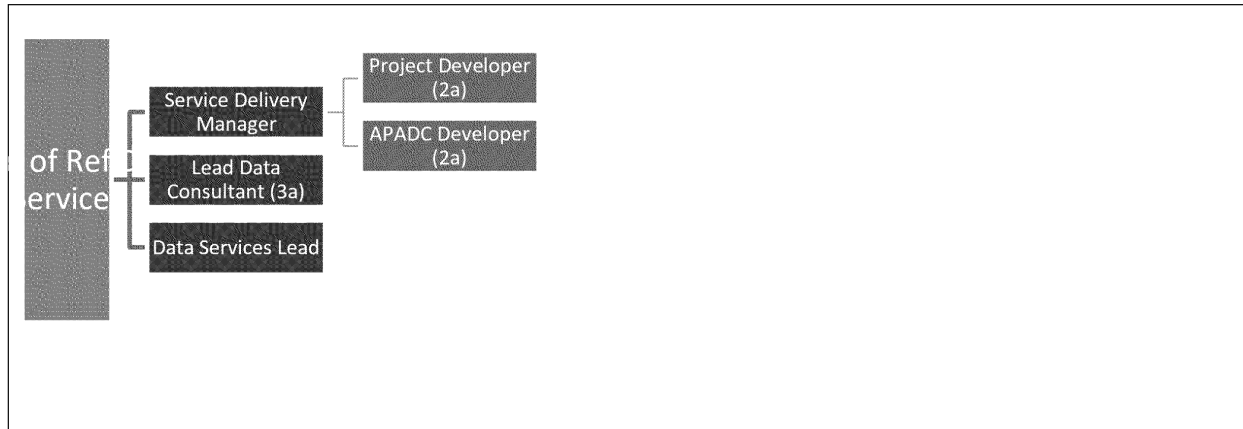 of Ref
ervice
Service Delivery
Manager
Lead Data
Consultant (3a)
Data Services Lead
Project Developer
(2a)
APADC Developer
(2a)